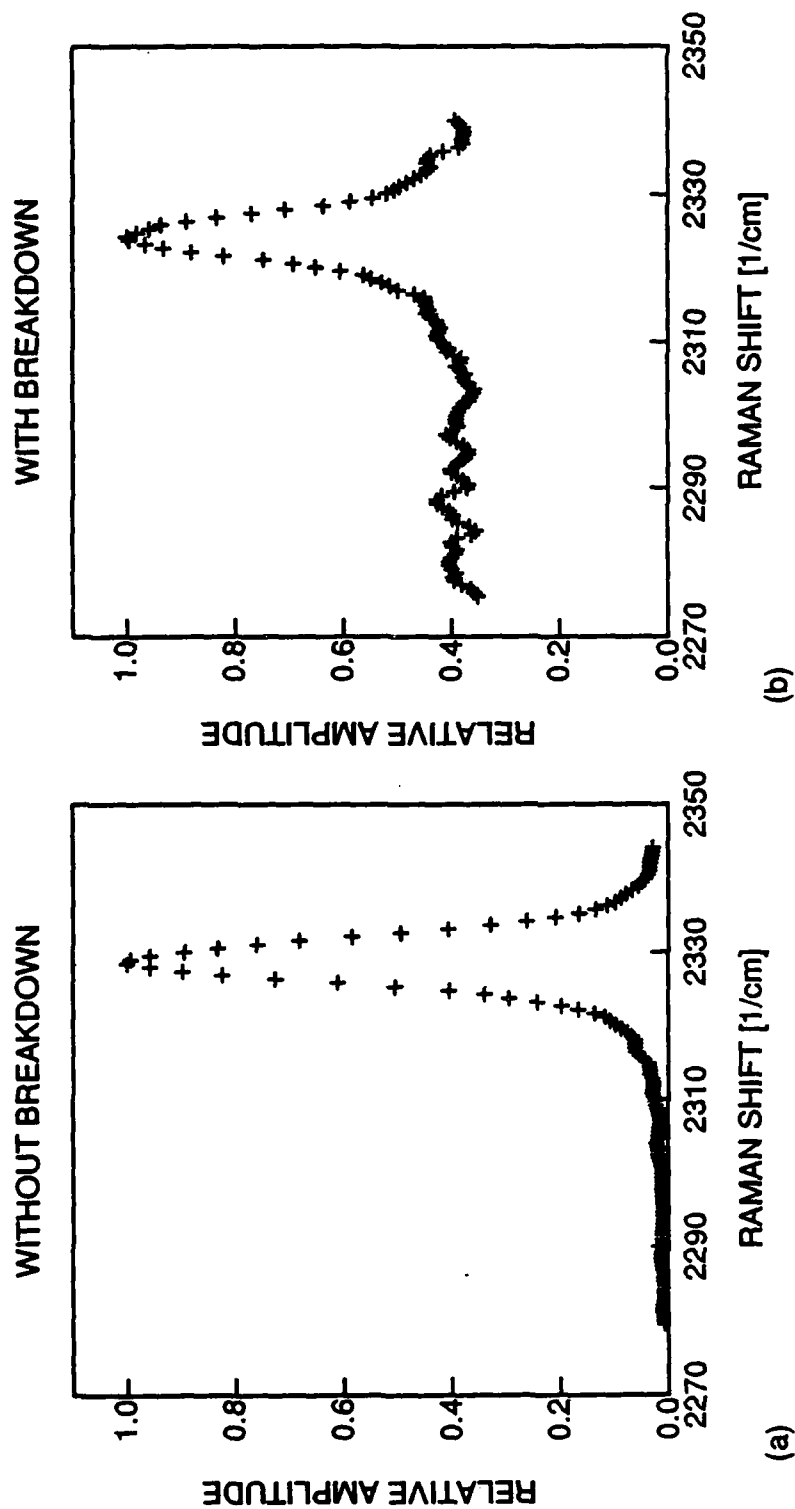 WITHOUT BREAKDOWN
RELATIVE AMPLITUDE
1.0
0.8
0.6
0.4
0.2
0.0
2270
2290
2310
2330
2350
RAMAN SHIFT [1/cm]
(a)
WITH BREAKDOWN
RELATIVE AMPLITUDE
1.0
0.8
0.6
0.4
0.2
0.0
2270
2290
2310
2330
2350
RAMAN SHIFT [1/cm]
(b)